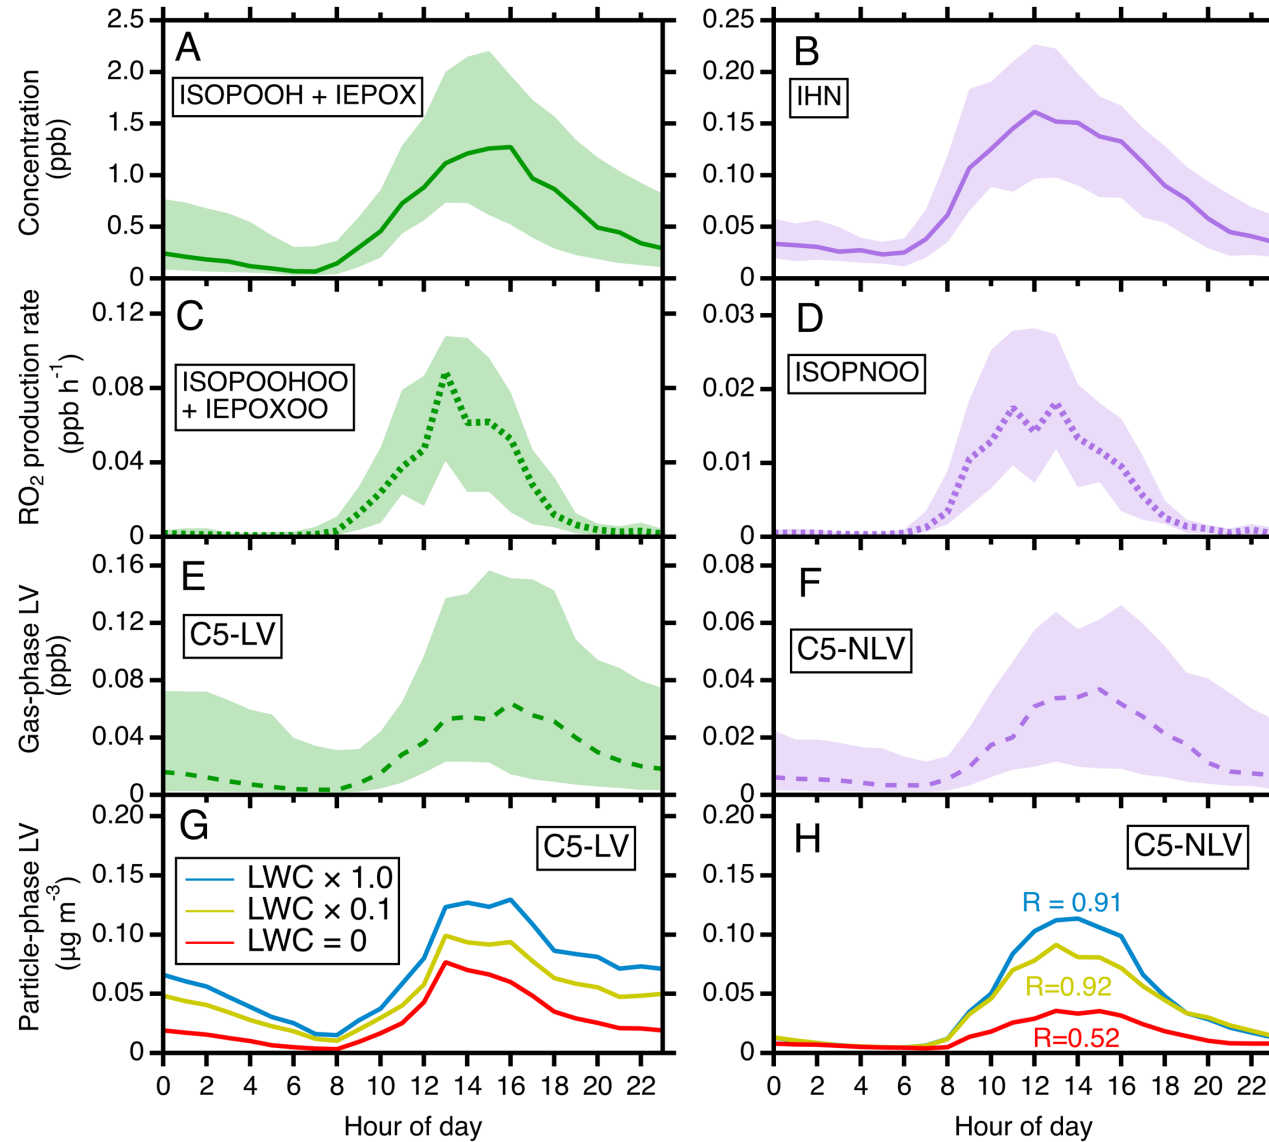 A
ISOPOOH + IEPOX
Concentration
(ppb)
2.5
2.0
1.5
1.0
0.5
0
B
IHN
0.25
0.20
0.15
0.10
0.05
0
C
ISOPOOHOO
+ IEPOXOO
RO2 production rate
(ppb h-1)
0.12
0.08
0.04
0
D
ISOPNOO
0.03
0.02
0.01
0
E
C5-LV
Gas-phase LV
(ppb)
0.16
0.12
0.08
0.04
0
F
C5-NLV
0.08
0.06
0.04
0.02
0
G
C5-LV
LWC × 1.0
LWC × 0.1
LWC = 0
Particle-phase LV
(µg m-3)
0.20
0.15
0.10
0.05
0
0 2 4 6 8 10 12 14 16 18 20 22
Hour of day
H
C5-NLV
R = 0.91
R=0.92
R=0.52
0.20
0.15
0.10
0.05
0
0 2 4 6 8 10 12 14 16 18 20 22
Hour of day